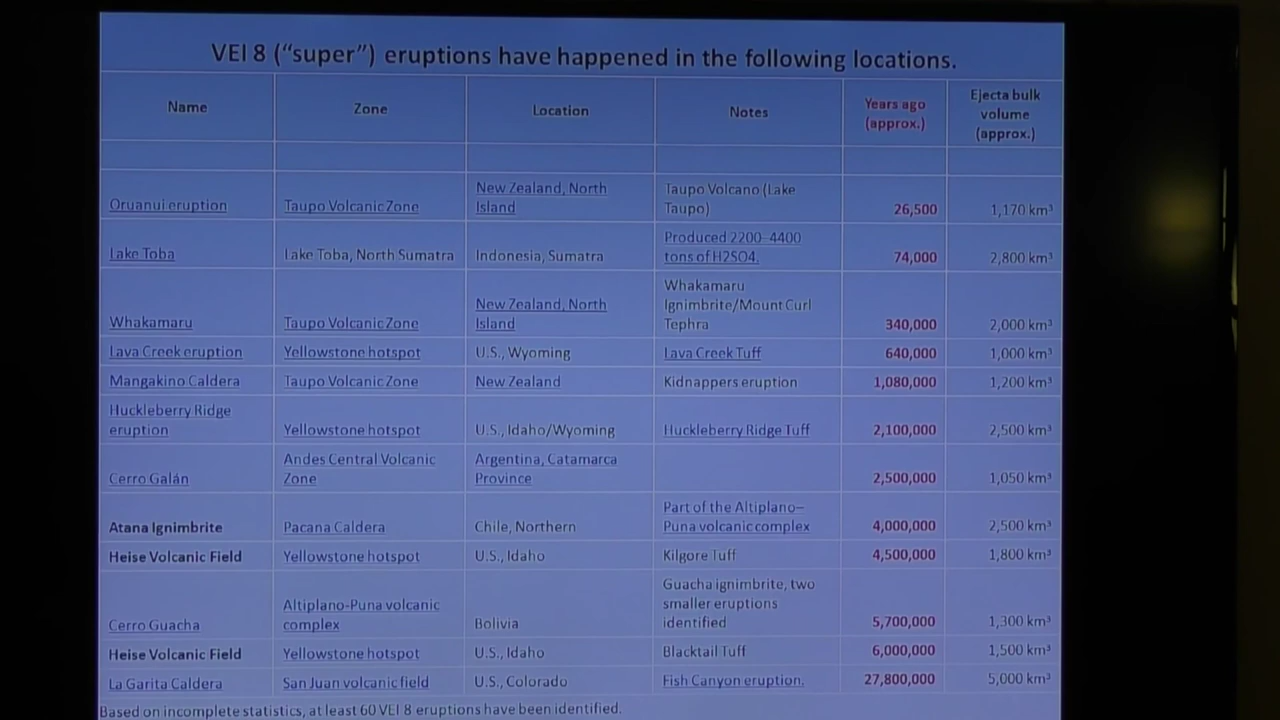 VEI 8 ("super") eruptions have happened in the following locations.
Name Zone Location Notes Years ago (approx.) Ejecta bulk volume (approx.)
Oruanui eruption Taupo Volcanic Zone New Zealand, North Island Taupo Volcano (Lake Taupo) 26,500 1,170 km³
Lake Toba Lake Toba, North Sumatra Indonesia, Sumatra Produced 2200–4400 tons of H2SO4. 74,000 2,800 km³
Whakamaru Taupo Volcanic Zone New Zealand, North Island Whakamaru Ignimbrite/Mount Curl Tephra 340,000 2,000 km³
Lava Creek eruption Yellowstone hotspot U.S., Wyoming Lava Creek Tuff 640,000 1,000 km³
Mangakino Caldera Taupo Volcanic Zone New Zealand Kidnappers eruption 1,080,000 1,200 km³
Huckleberry Ridge eruption Yellowstone hotspot U.S., Idaho/Wyoming Huckleberry Ridge Tuff 2,100,000 2,500 km³
Cerro Galán Andes Central Volcanic Zone Argentina, Catamarca Province 2,500,000 1,050 km³
Atana Ignimbrite Pacana Caldera Chile, Northern Part of the Altiplano–Puna volcanic complex 4,000,000 2,500 km³
Heise Volcanic Field Yellowstone hotspot U.S., Idaho Kilgore Tuff 4,500,000 1,800 km³
Cerro Guacha Altiplano-Puna volcanic complex Bolivia Guacha ignimbrite, two smaller eruptions identified 5,700,000 1,300 km³
Heise Volcanic Field Yellowstone hotspot U.S., Idaho Blacktail Tuff 6,000,000 1,500 km³
La Garita Caldera San Juan volcanic field U.S., Colorado Fish Canyon eruption. 27,800,000 5,000 km³
Based on incomplete statistics, at least 60 VEI 8 eruptions have been identified.